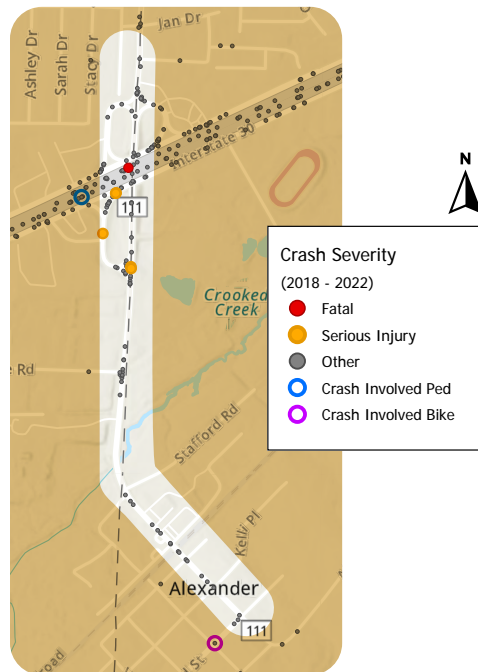 Jan Dr
Ashley Dr
Sarah Dr
Stacy Dr
Interstate 30
N
111
Crash Severity
(2018 - 2022)
Fatal
Serious Injury
Other
Crash Involved Ped
Crash Involved Bike
Crooked
Creek
Rd
Stafford Rd
Kelli Pl
Alexander
111
road
St.